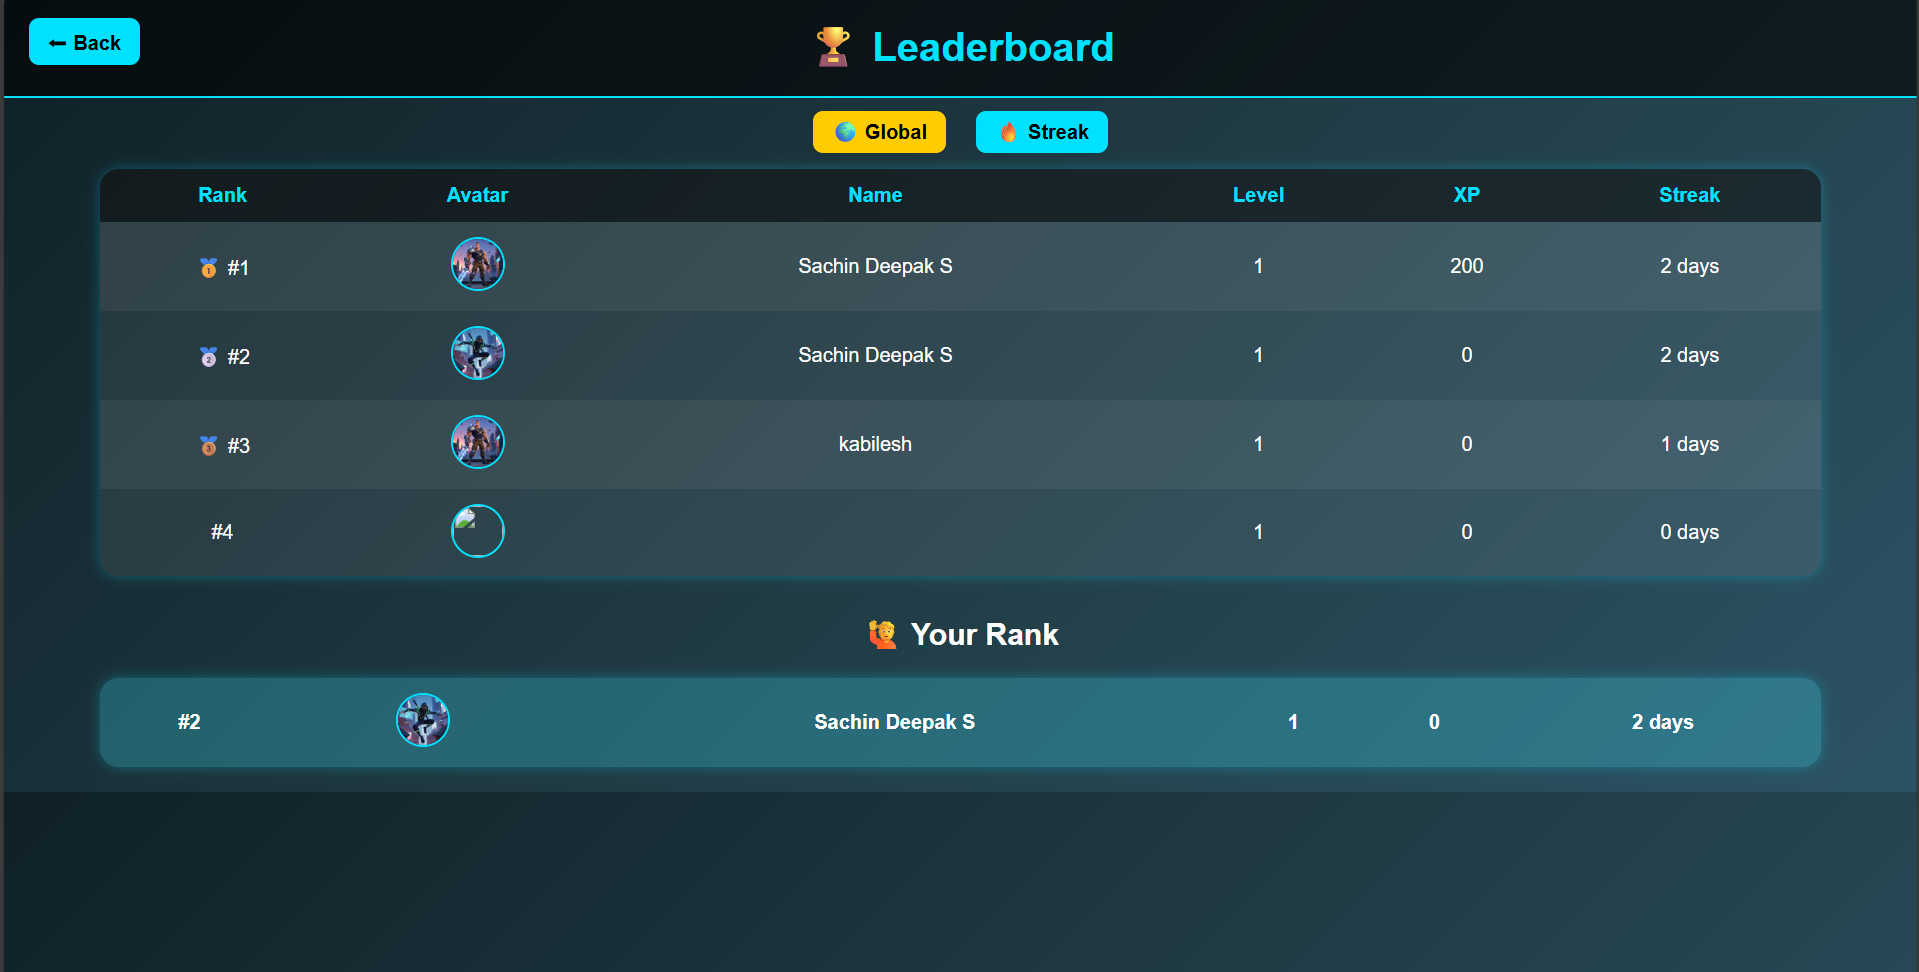 ← Back
🏆 Leaderboard
🌍 Global 🔥 Streak
Rank Avatar Name Level XP Streak
🥇 #1 Sachin Deepak S 1 200 2 days
🥈 #2 Sachin Deepak S 1 0 2 days
🥉 #3 kabilesh 1 0 1 days
#4 1 0 0 days
🙋 Your Rank
#2 Sachin Deepak S 1 0 2 days